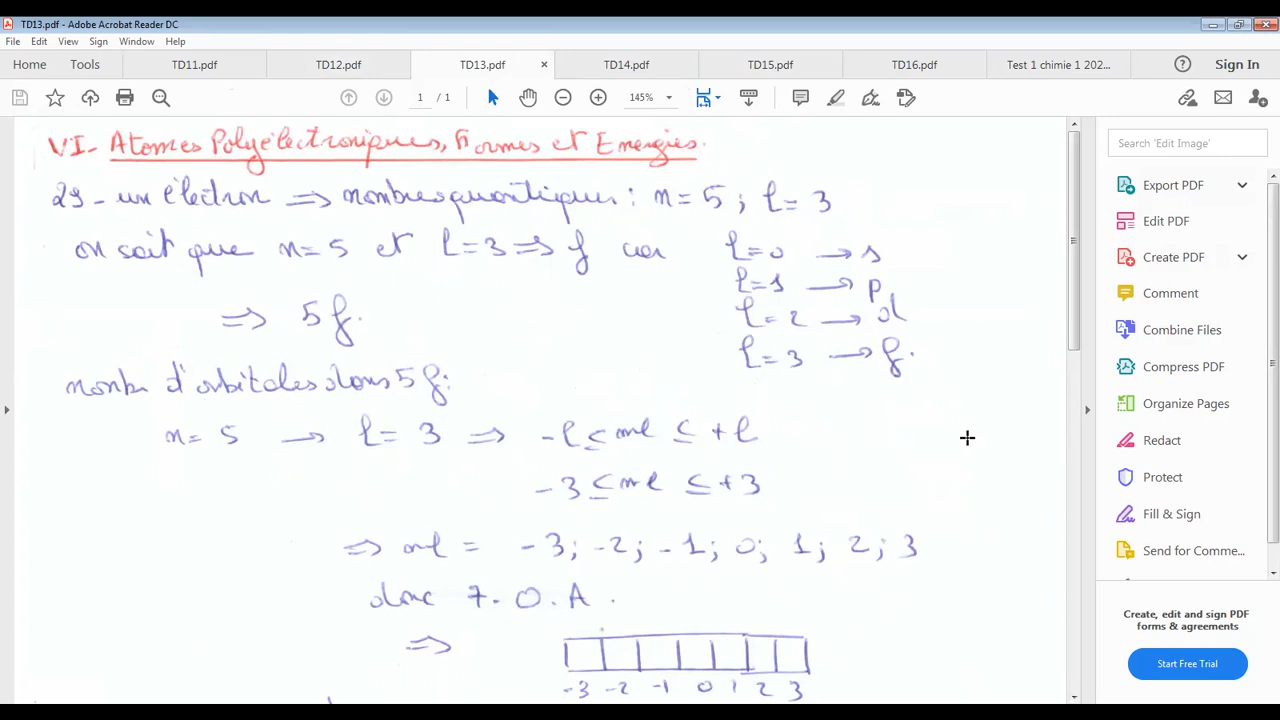 TD13.pdf - Adobe Acrobat Reader DC
File Edit View Sign Window Help
Home Tools TD11.pdf TD12.pdf TD13.pdf × TD14.pdf TD15.pdf TD16.pdf Test 1 chimie 1 202... Sign In
1 / 1 145%
VI- Atomes Polyélectroniques, Formes et Energies.
29 - un électron ⟹ nombres quantiques : n = 5 ; l = 3
on sait que n = 5 et l = 3 ⟹ f car l = 0 → s
l = 1 → p
⟹ 5f. l = 2 → d
l = 3 → f.
nombre d'orbitales dans 5f:
n = 5 → l = 3 ⟹ -l ≤ ml ≤ +l
-3 ≤ ml ≤ +3
⟹ ml = -3; -2; -1; 0; 1; 2; 3
donc 7. O.A.
⟹
-3 -2 -1 0 1 2 3
Search 'Edit Image'
Export PDF
Edit PDF
Create PDF
Comment
Combine Files
Compress PDF
Organize Pages
Redact
Protect
Fill & Sign
Send for Comme...
Create, edit and sign PDF
forms & agreements
Start Free Trial